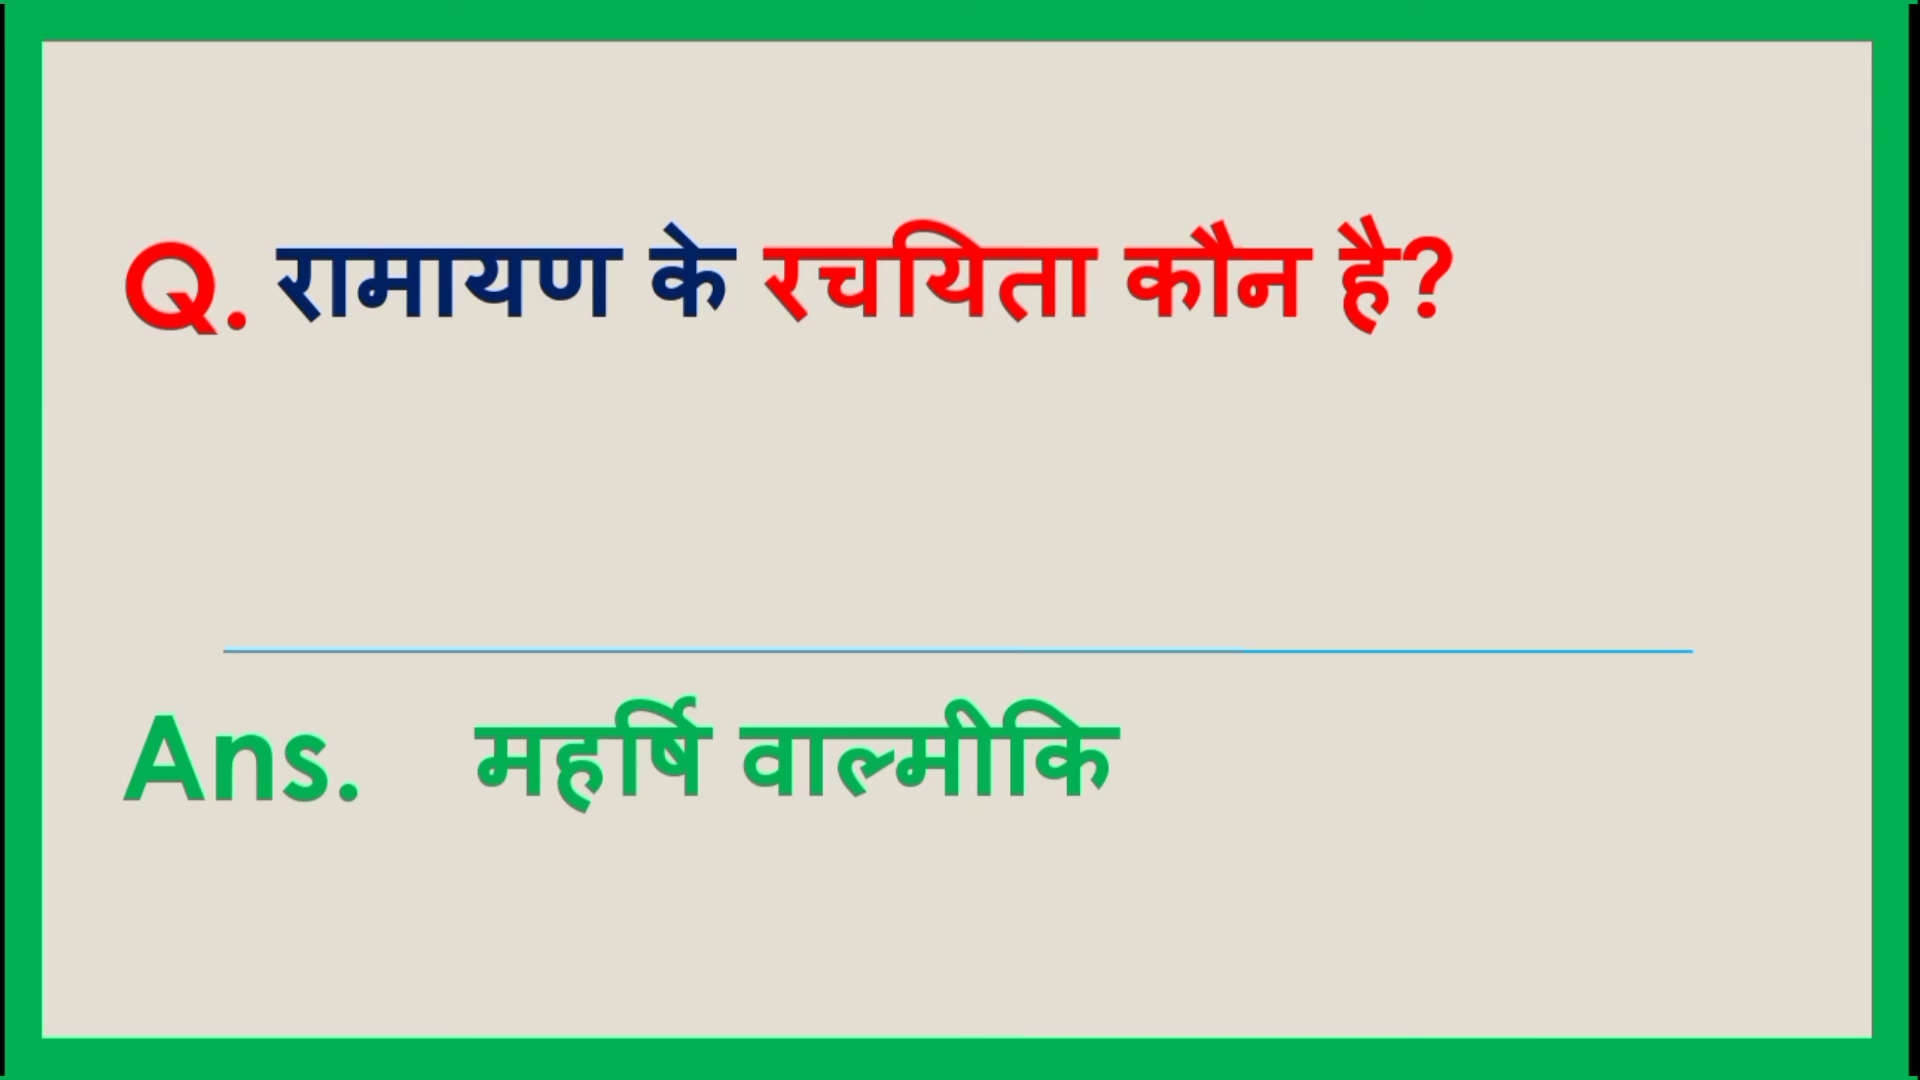 Q. रामायण के रचयिता कौन है?
Ans. महर्षि वाल्मीकि